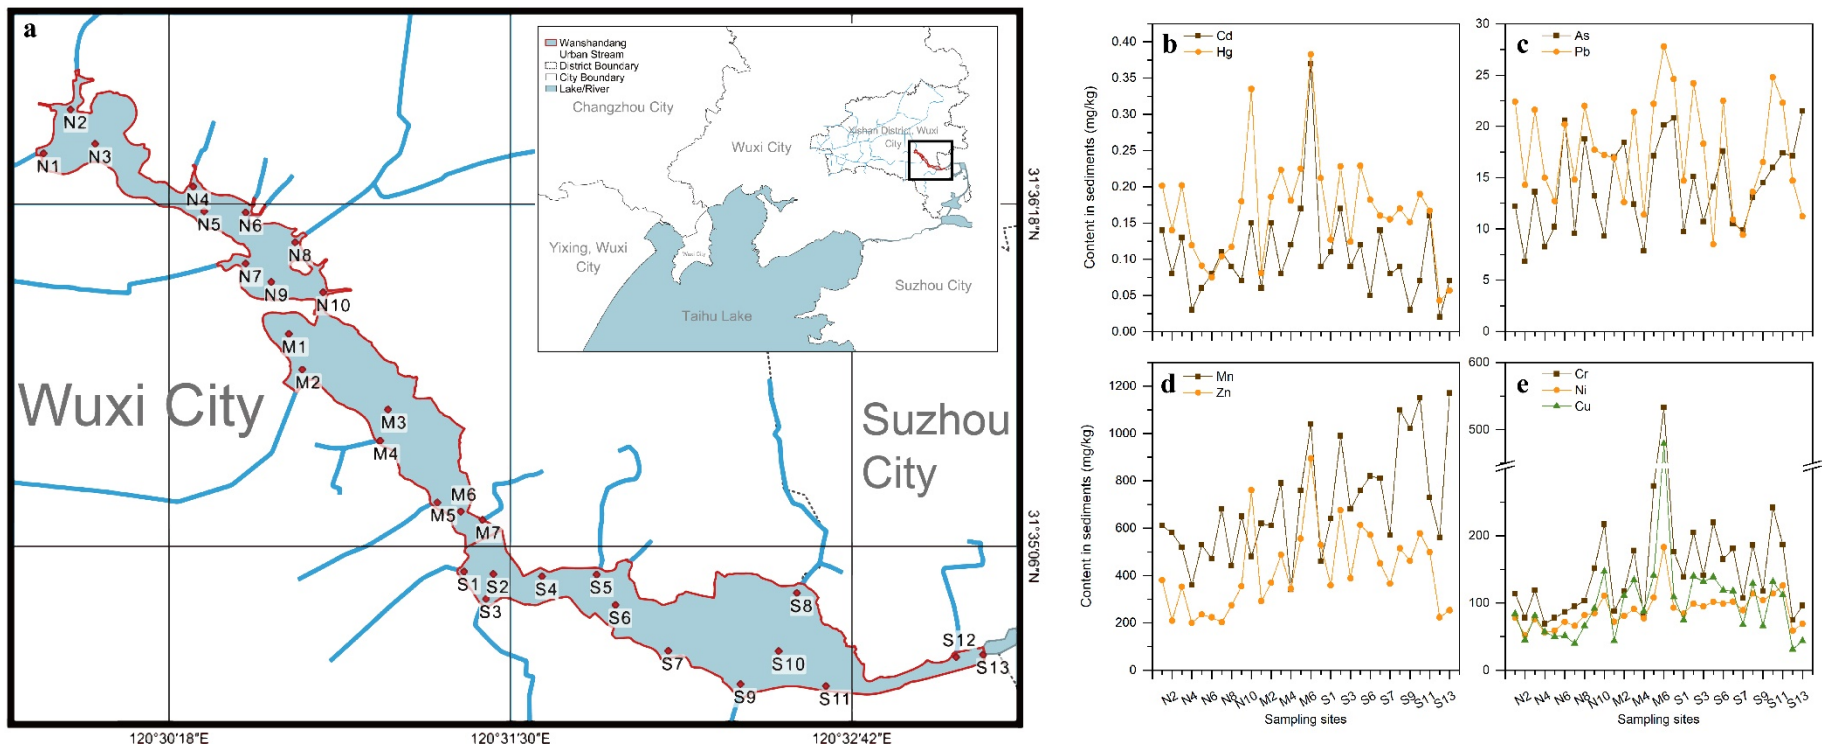 a
Wanshandang
Urban Stream
District Boundary
City Boundary
Lake/River
Changzhou City
Wuxi City
Xishan District, Wuxi
City
Yixing, Wuxi
City
Wuxi City
Suzhou City
Taihu Lake
N2
N1
N3
N4
N5
N6
N8
N7
N9
N10
M1
M2
M3
M4
M6
M5
M7
S1
S2
S3
S4
S5
S6
S7
S8
S9
S10
S11
S12
S13
Wuxi City
Suzhou
City
31°36'18"N
31°35'06"N
120°30'18"E
120°31'30"E
120°32'42"E
b
Cd
Hg
Content in sediments (mg/kg)
0.40
0.35
0.30
0.25
0.20
0.15
0.10
0.05
0.00
c
As
Pb
30
25
20
15
10
5
0
d
Mn
Zn
Content in sediments (mg/kg)
1200
1000
800
600
400
200
0
N2 N4 N6 N8 N10 M2 M4 M6 S1 S3 S6 S7 S9 S11 S13
Sampling sites
e
Cr
Ni
Cu
600
500
200
100
0
N2 N4 N6 N8 N10 M2 M4 M6 S1 S3 S6 S7 S9 S11 S13
Sampling sites